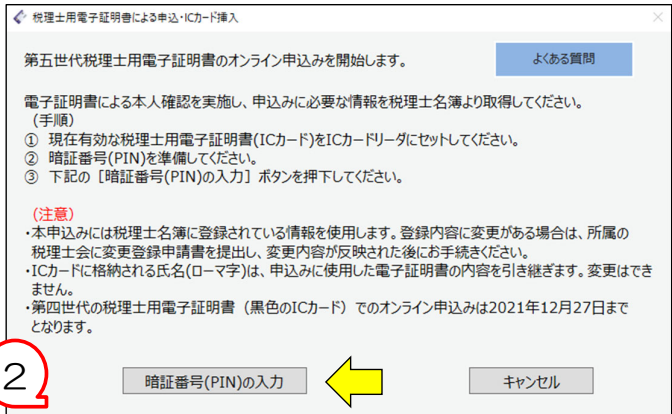 税理士用電子証明書による申込・ICカード挿入
第五世代税理士用電子証明書のオンライン申込みを開始します。
よくある質問
電子証明書による本人確認を実施し、申込みに必要な情報を税理士名簿より取得してください。
（手順）
① 現在有効な税理士用電子証明書(ICカード)をICカードリーダにセットしてください。
② 暗証番号(PIN)を準備してください。
③ 下記の［暗証番号(PIN)の入力］ボタンを押下してください。
（注意）
・本申込みには税理士名簿に登録されている情報を使用します。登録内容に変更がある場合は、所属の
税理士会に変更登録申請書を提出し、変更内容が反映された後にお手続きください。
・ICカードに格納される氏名(ローマ字)は、申込みに使用した電子証明書の内容を引き継ぎます。変更はでき
ません。
・第四世代の税理士用電子証明書（黒色のICカード）でのオンライン申込みは2021年12月27日まで
となります。
2
暗証番号(PIN)の入力
キャンセル